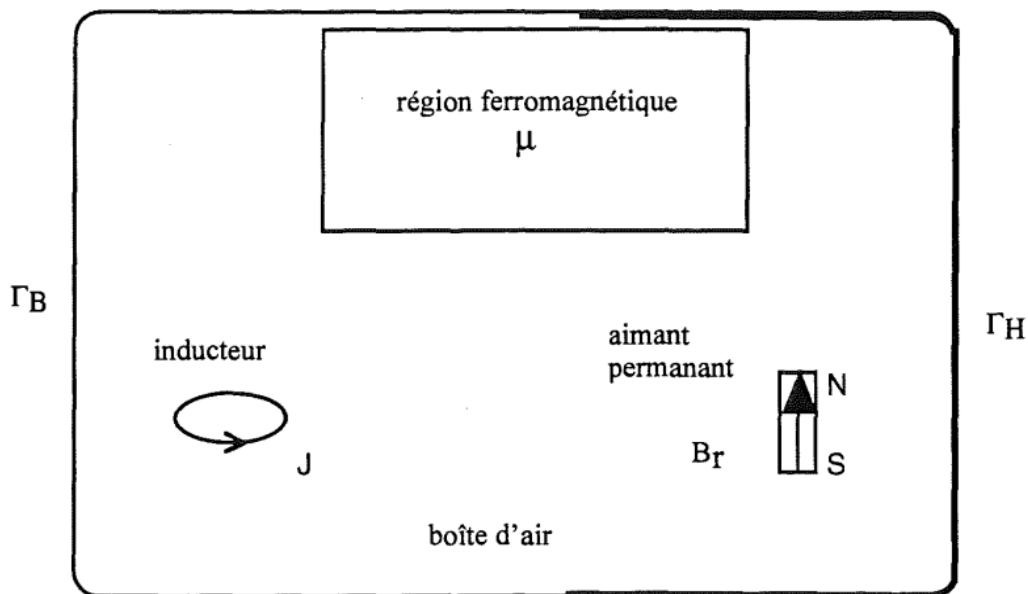 région ferromagnétique
μ
ΓB
ΓH
inducteur
J
aimant
permanant
N
Br
S
boîte d'air